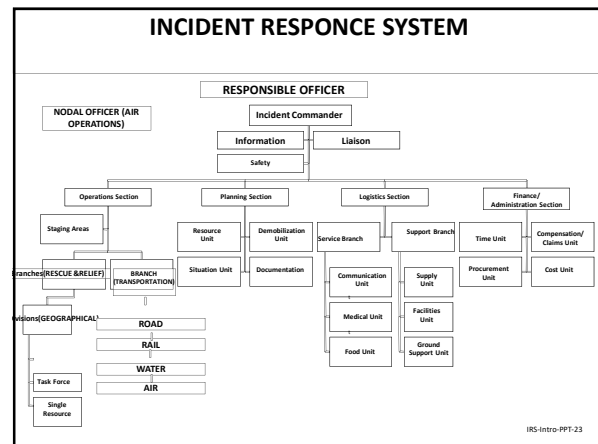 INCIDENT RESPONCE SYSTEM
RESPONSIBLE OFFICER
NODAL OFFICER (AIR
OPERATIONS)
Incident Commander
Information
Liaison
Safety
Operations Section
Planning Section
Logistics Section
Finance/
Administration Section
Staging Areas
Resource
Unit
Demobilization
Unit
Service Branch
Support Branch
Time Unit
Compensation/
Claims Unit
Branches(RESCUE &RELIEF)
BRANCH
(TRANSPORTATION)
Situation Unit
Documentation
Communication
Unit
Supply
Unit
Procurement
Unit
Cost Unit
visions(GEOGRAPHICAL)
ROAD
RAIL
WATER
AIR
Medical Unit
Facilities
Unit
Food Unit
Ground
Support Unit
Task Force
Single
Resource
IRS-Intro-PPT-23